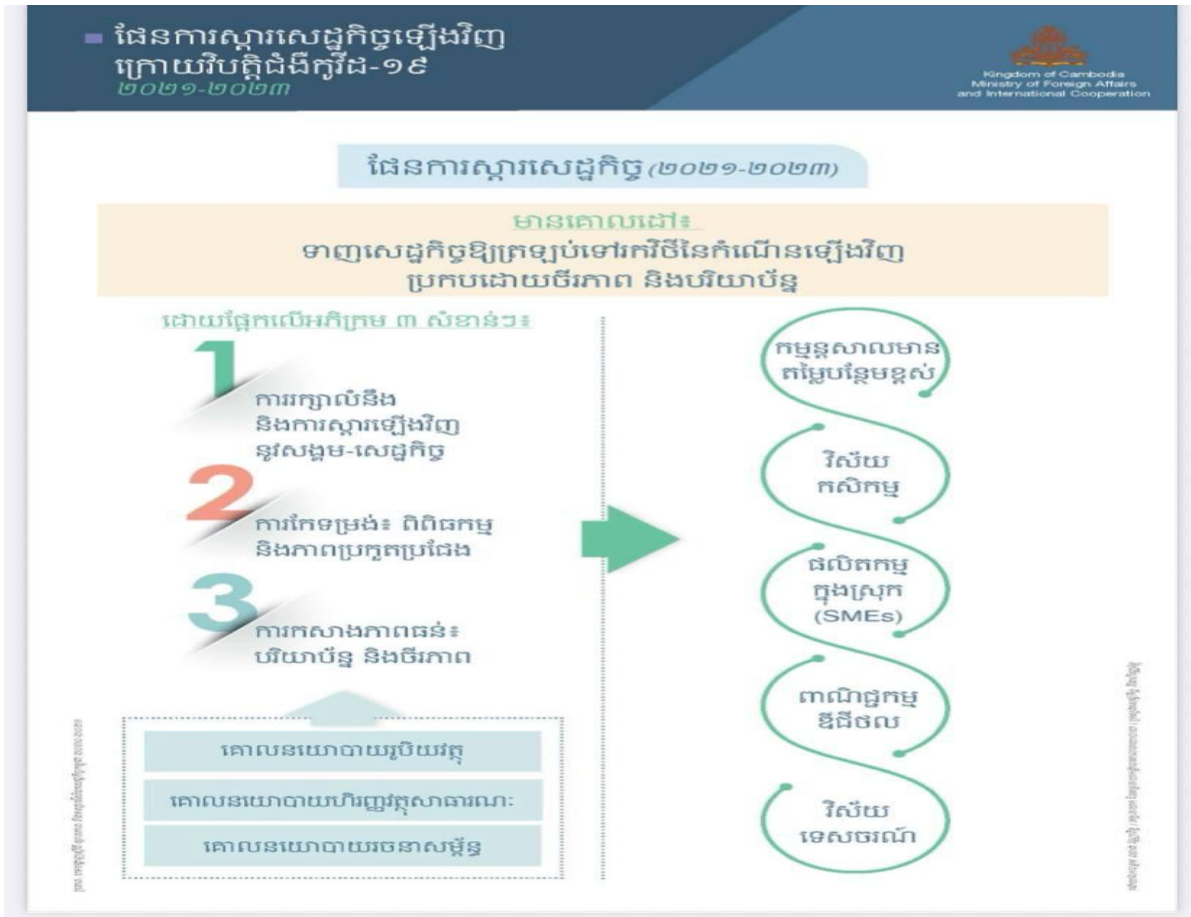 ផែនការស្តារសេដ្ឋកិច្ចឡើងវិញ
ក្រោយវិបត្តិជំងឺកូវីដ-១៩
២០២១-២០២៣
Kingdom of Cambodia
Ministry of Foreign Affairs
and International Cooperation
ផែនការស្តារសេដ្ឋកិច្ច (២០២១-២០២៣)
មានគោលដៅ៖
ទាញសេដ្ឋកិច្ចឱ្យត្រឡប់ទៅរកវិថីនៃកំណើនឡើងវិញ
ប្រកបដោយចីរភាព និងបរិយាប័ន្ន
ដោយផ្អែកលើអភិក្រម ៣ សំខាន់ៗ៖
1
ការរក្សាលំនឹង
និងការស្តារឡើងវិញ
នូវសង្គម-សេដ្ឋកិច្ច
2
ការកែទម្រង់៖ ពិពិធកម្ម
និងភាពប្រកួតប្រជែង
3
ការកសាងភាពធន់៖
បរិយាប័ន្ន និងចីរភាព
គោលនយោបាយរូបិយវត្ថុ
គោលនយោបាយហិរញ្ញវត្ថុសាធារណៈ
គោលនយោបាយរចនាសម្ព័ន្ធ
កម្មន្តសាលមាន
តម្លៃបន្ថែមខ្ពស់
វិស័យ
កសិកម្ម
ផលិតកម្ម
ក្នុងស្រុក
(SMEs)
ពាណិជ្ជកម្ម
ឌីជីថល
វិស័យ
ទេសចរណ៍